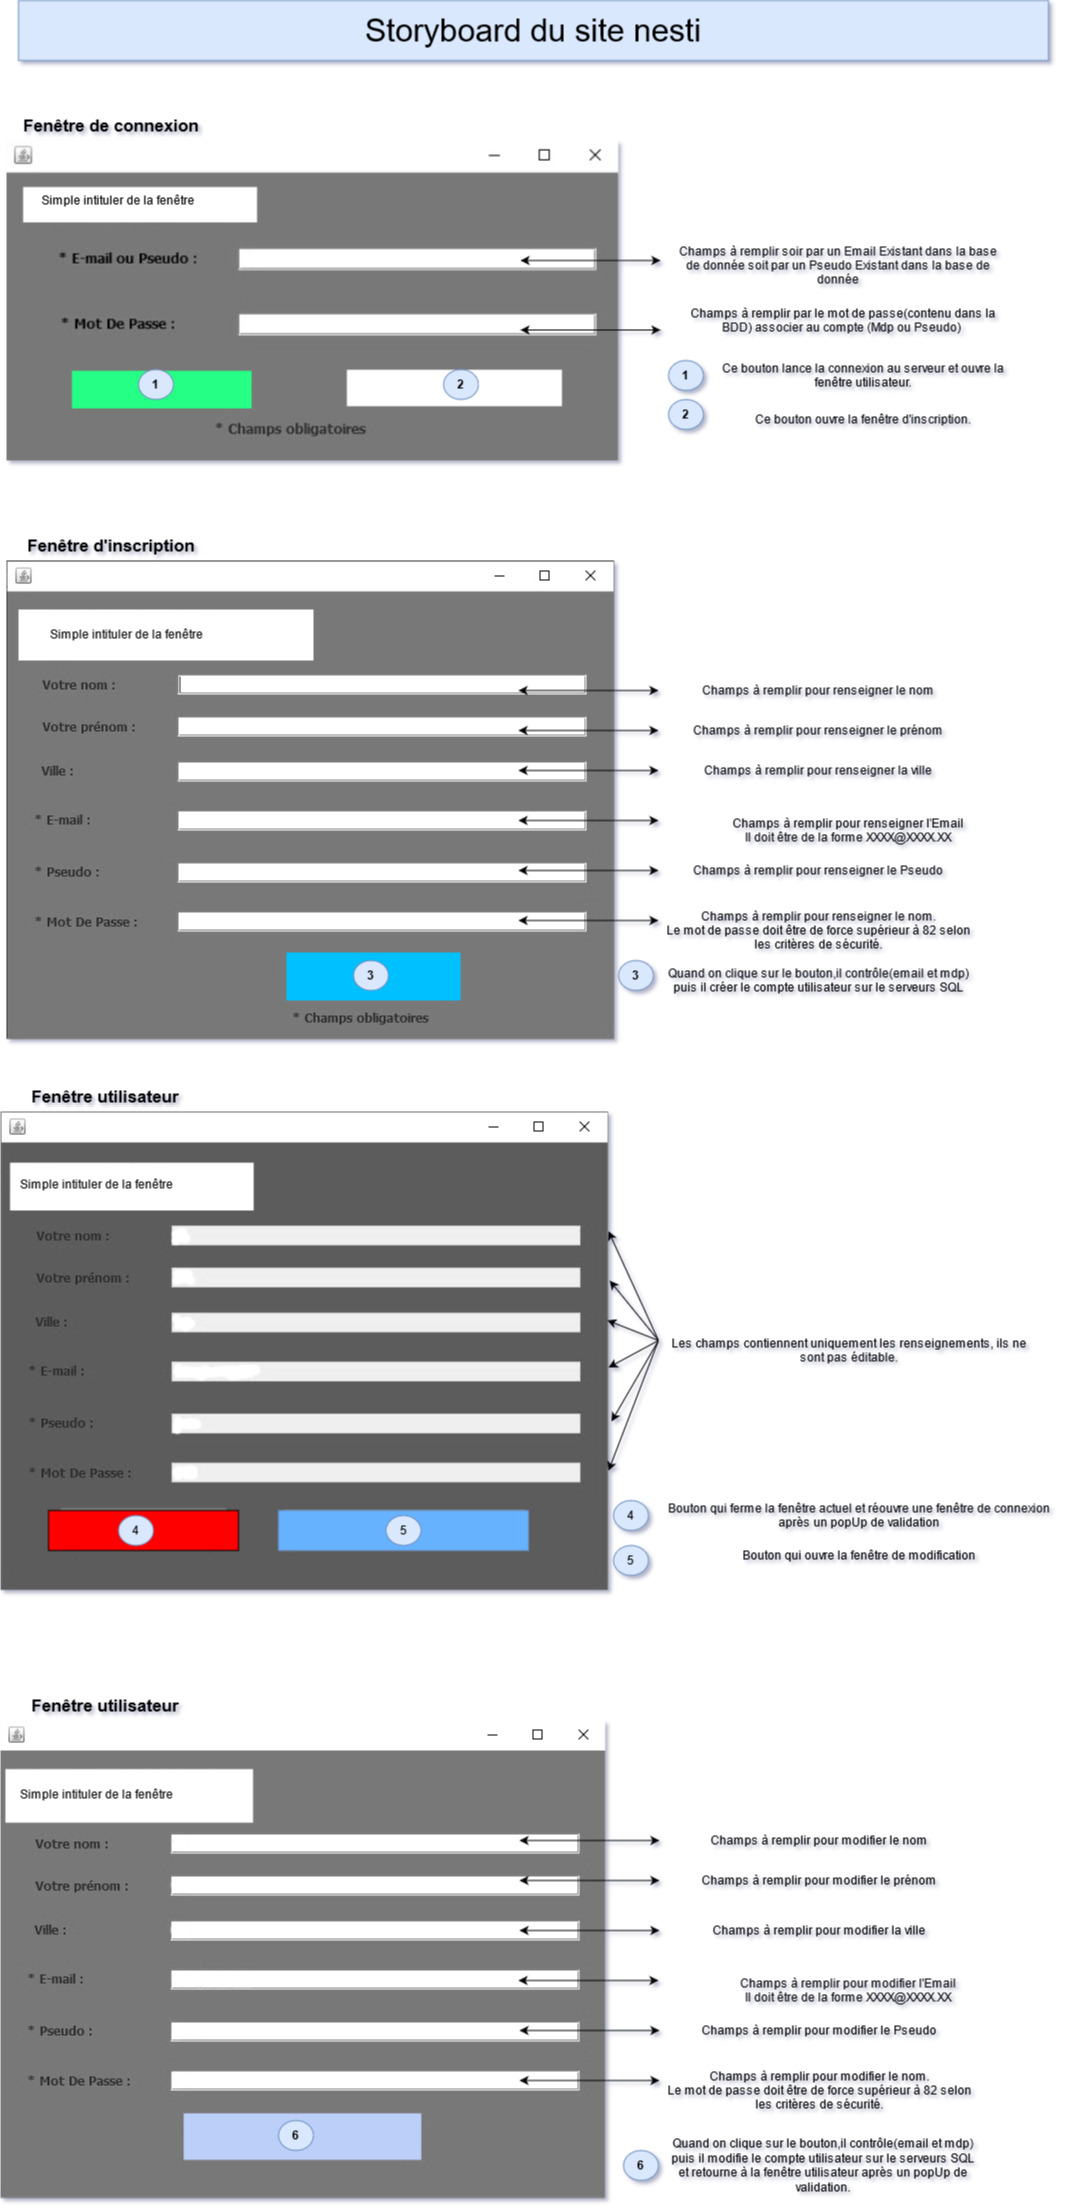 Storyboard du site nesti
Fenêtre de connexion
Simple intituler de la fenêtre
* E-mail ou Pseudo :
Champs à remplir soir par un Email Existant dans la base
de donnée soit par un Pseudo Existant dans la base de
donnée
* Mot De Passe :
Champs à remplir par le mot de passe(contenu dans la
BDD) associer au compte (Mdp ou Pseudo)
1
2
* Champs obligatoires
1
Ce bouton lance la connexion au serveur et ouvre la
fenêtre utilisateur.
2
Ce bouton ouvre la fenêtre d'inscription.
Fenêtre d'inscription
Simple intituler de la fenêtre
Votre nom :
Champs à remplir pour renseigner le nom
Votre prénom :
Champs à remplir pour renseigner le prénom
Ville :
Champs à remplir pour renseigner la ville
* E-mail :
Champs à remplir pour renseigner l'Email
Il doit être de la forme XXXX@XXXX.XX
* Pseudo :
Champs à remplir pour renseigner le Pseudo
* Mot De Passe :
Champs à remplir pour renseigner le nom.
Le mot de passe doit être de force supérieur à 82 selon
les critères de sécurité.
3
* Champs obligatoires
3
Quand on clique sur le bouton,il contrôle(email et mdp)
puis il créer le compte utilisateur sur le serveurs SQL
Fenêtre utilisateur
Simple intituler de la fenêtre
Votre nom :
Votre prénom :
Ville :
* E-mail :
* Pseudo :
* Mot De Passe :
Les champs contiennent uniquement les renseignements, ils ne
sont pas éditable.
4
5
4
Bouton qui ferme la fenêtre actuel et réouvre une fenêtre de connexion
après un popUp de validation
5
Bouton qui ouvre la fenêtre de modification
Fenêtre utilisateur
Simple intituler de la fenêtre
Votre nom :
Champs à remplir pour modifier le nom
Votre prénom :
Champs à remplir pour modifier le prénom
Ville :
Champs à remplir pour modifier la ville
* E-mail :
Champs à remplir pour modifier l'Email
Il doit être de la forme XXXX@XXXX.XX
* Pseudo :
Champs à remplir pour modifier le Pseudo
* Mot De Passe :
Champs à remplir pour modifier le nom.
Le mot de passe doit être de force supérieur à 82 selon
les critères de sécurité.
6
6
Quand on clique sur le bouton,il contrôle(email et mdp)
puis il modifie le compte utilisateur sur le serveurs SQL
et retourne à la fenêtre utilisateur après un popUp de
validation.